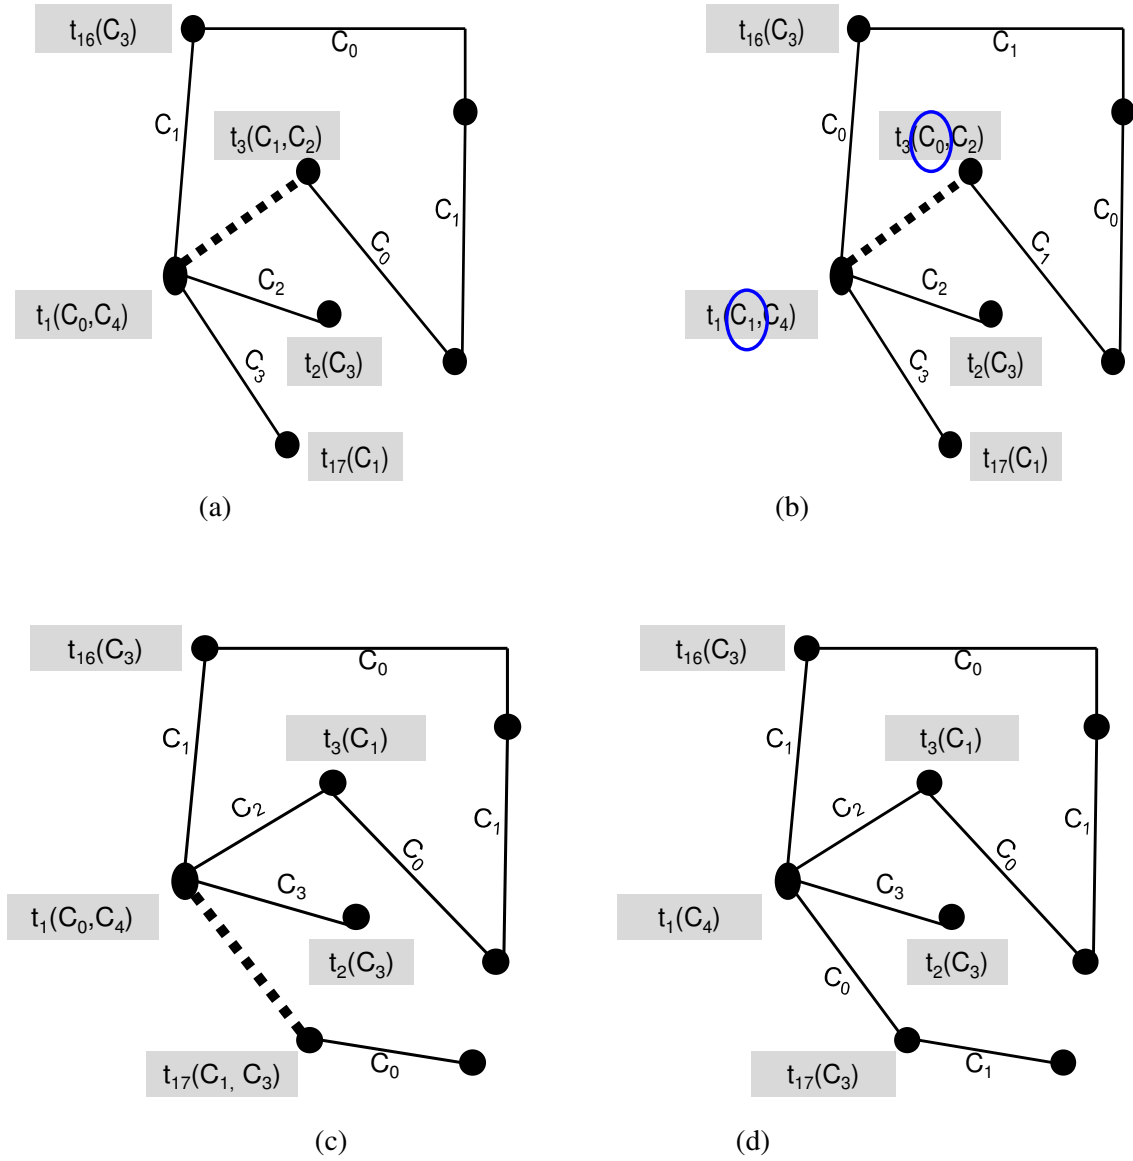 t16(C3)
C0
C1
t3(C1,C2)
C1
C0
C2
t1(C0,C4)
C3
t2(C3)
t17(C1)
(a)
t16(C3)
C1
C0
t3(C0,C2)
C0
C1
C2
t1(C1,C4)
C3
t2(C3)
t17(C1)
(b)
t16(C3)
C0
C1
t3(C1)
C2
C1
C0
C3
t1(C0,C4)
t2(C3)
C0
t17(C1, C3)
(c)
t16(C3)
C0
C1
t3(C1)
C2
C1
C0
C3
t1(C4)
t2(C3)
C0
C1
t17(C3)
(d)